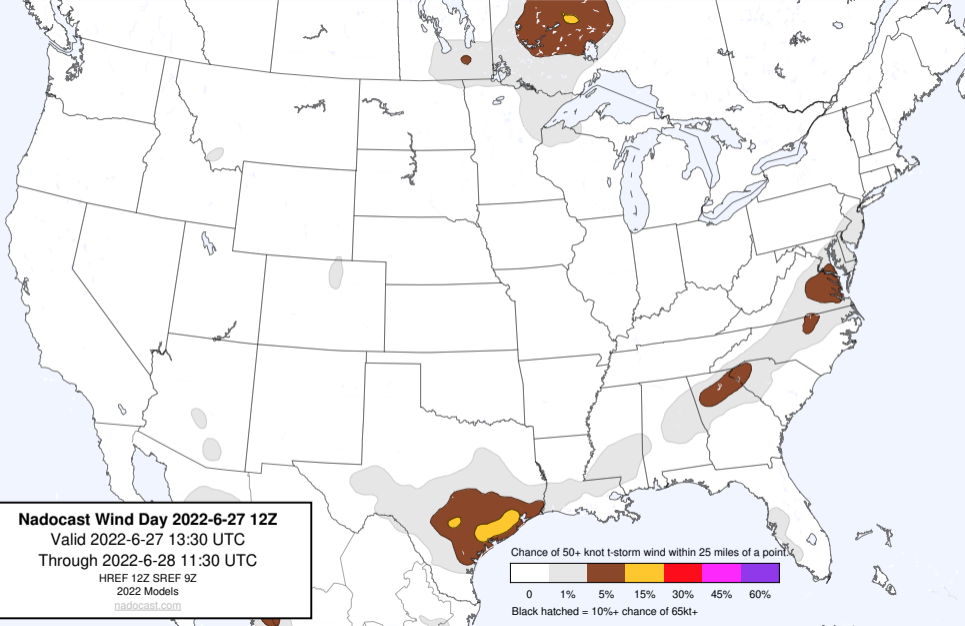 Nadocast Wind Day 2022-6-27 12Z
Valid 2022-6-27 13:30 UTC
Through 2022-6-28 11:30 UTC
HREF 12Z SREF 9Z
2022 Models
nadocast.com
Chance of 50+ knot t-storm wind within 25 miles of a point.
0 1% 5% 15% 30% 45% 60%
Black hatched = 10%+ chance of 65kt+